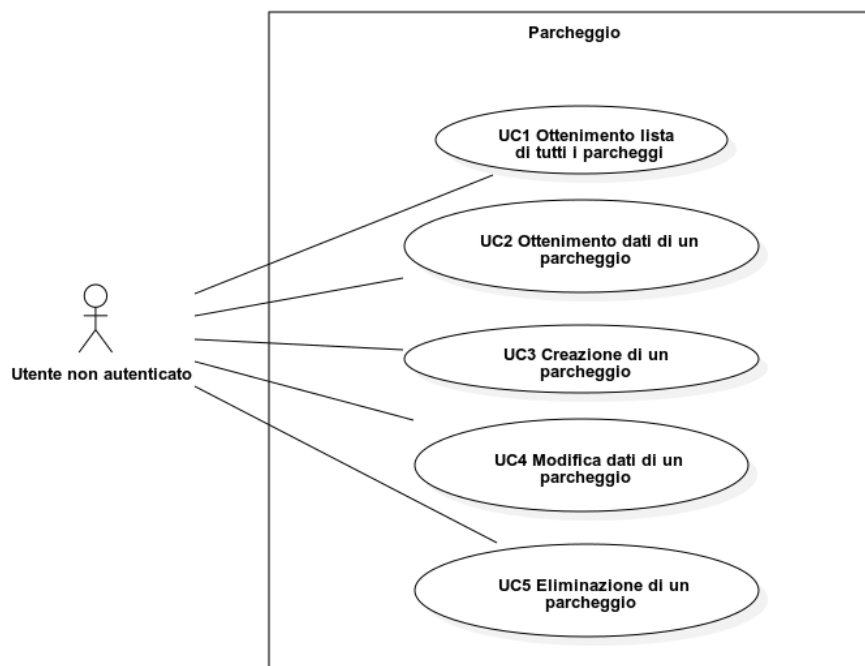 Parcheggio
UC1 Ottenimento lista
di tutti i parcheggi
UC2 Ottenimento dati di un
parcheggio
UC3 Creazione di un
parcheggio
Utente non autenticato
UC4 Modifica dati di un
parcheggio
UC5 Eliminazione di un
parcheggio